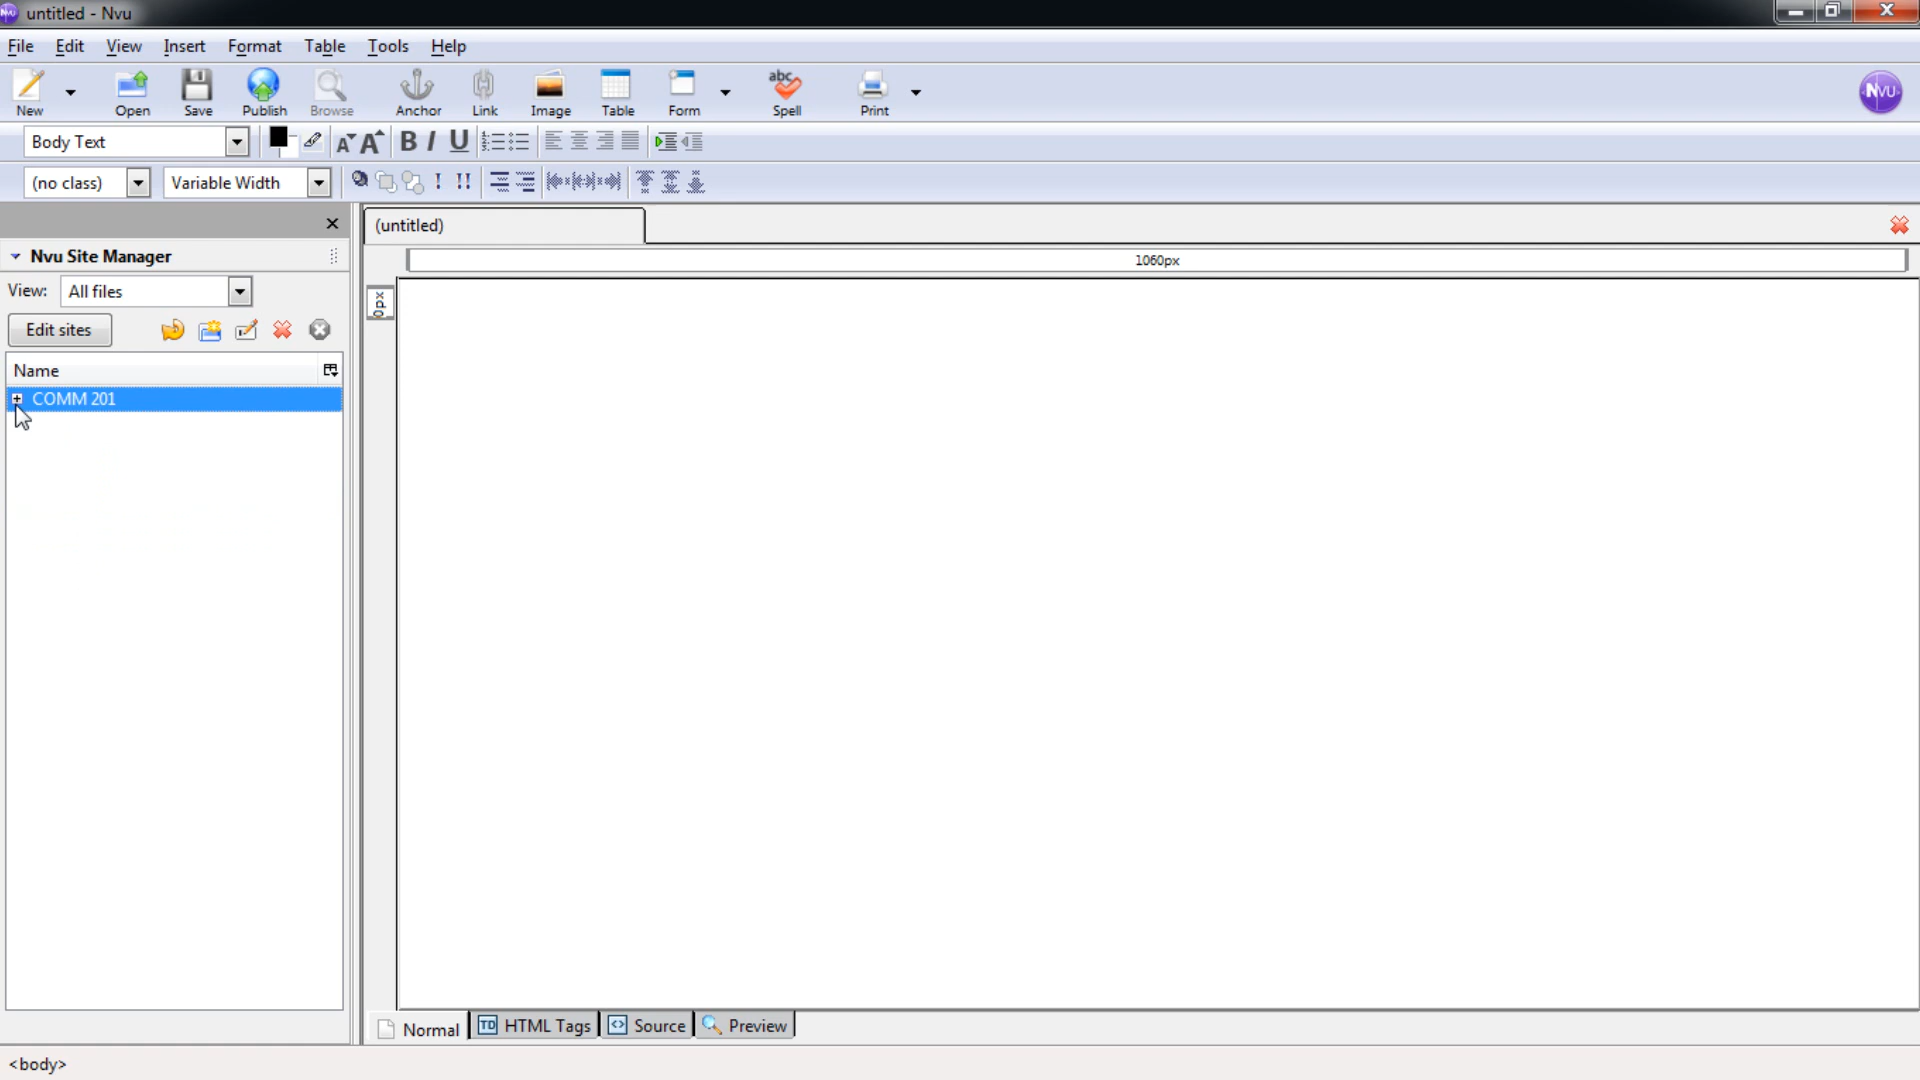 untitled - Nvu
File Edit View Insert Format Table Tools Help
New Open Save Publish Browse Anchor Link Image Table Form abc Spell Print NVU
Body Text A A B I U
(no class) Variable Width ! !!
(untitled)
1060px
0px
Nvu Site Manager
View: All files
Edit sites
Name
COMM 201
Normal TD HTML Tags Source Preview
<body>